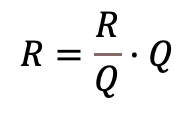 R = R/Q · Q